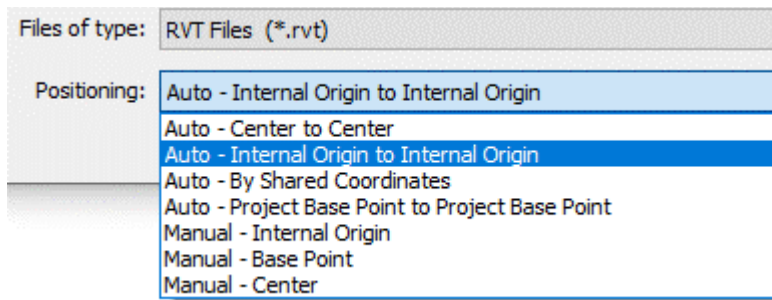 Files of type: RVT Files (*.rvt)
Positioning: Auto - Internal Origin to Internal Origin
Auto - Center to Center
Auto - Internal Origin to Internal Origin
Auto - By Shared Coordinates
Auto - Project Base Point to Project Base Point
Manual - Internal Origin
Manual - Base Point
Manual - Center